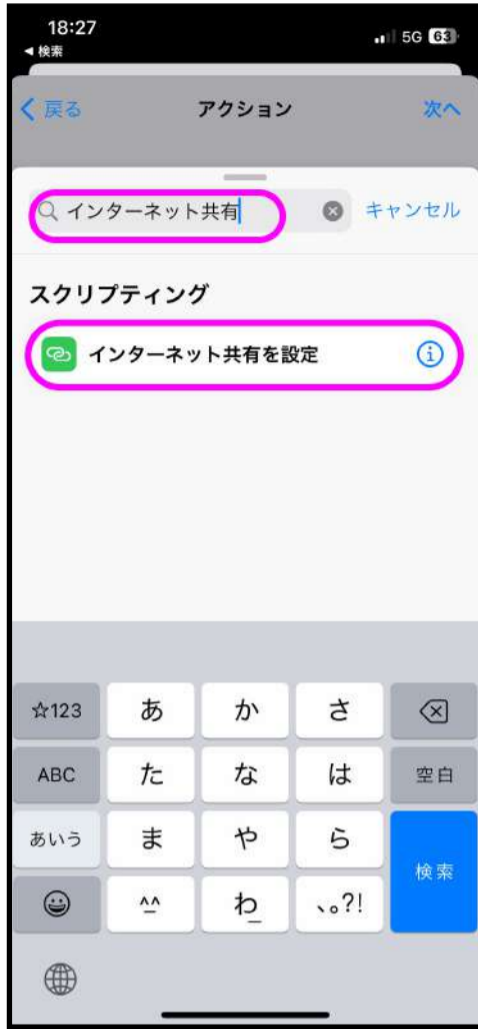 18:27
5G 63
◀ 検索
戻る アクション 次へ
インターネット共有 キャンセル
スクリプティング
インターネット共有を設定
☆123 あ か さ
ABC た な は 空白
あいう ま や ら
^^ わ_ 、。?! 検索